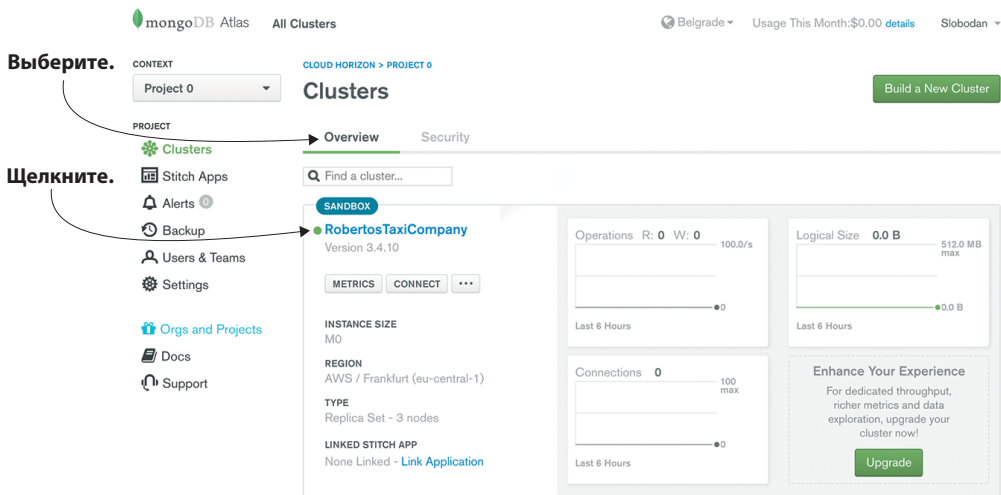 mongoDB Atlas
All Clusters
Belgrade
Usage This Month:$0.00 details
Slobodan
Выберите.
Щелкните.
CONTEXT
Project 0
PROJECT
Clusters
Stitch Apps
Alerts 0
Backup
Users & Teams
Settings
Orgs and Projects
Docs
Support
CLOUD HORIZON > PROJECT 0
Clusters
Build a New Cluster
Overview
Security
Find a cluster...
SANDBOX
RobertosTaxiCompany
Version 3.4.10
METRICS
CONNECT
...
INSTANCE SIZE
M0
REGION
AWS / Frankfurt (eu-central-1)
TYPE
Replica Set - 3 nodes
LINKED STITCH APP
None Linked - Link Application
Operations R: 0 W: 0
100.0/s
0
Last 6 Hours
Logical Size 0.0 B
512.0 MB
max
0.0 B
Last 6 Hours
Connections 0
100
max
0
Last 6 Hours
Enhance Your Experience
For dedicated throughput,
richer metrics and data
exploration, upgrade your
cluster now!
Upgrade